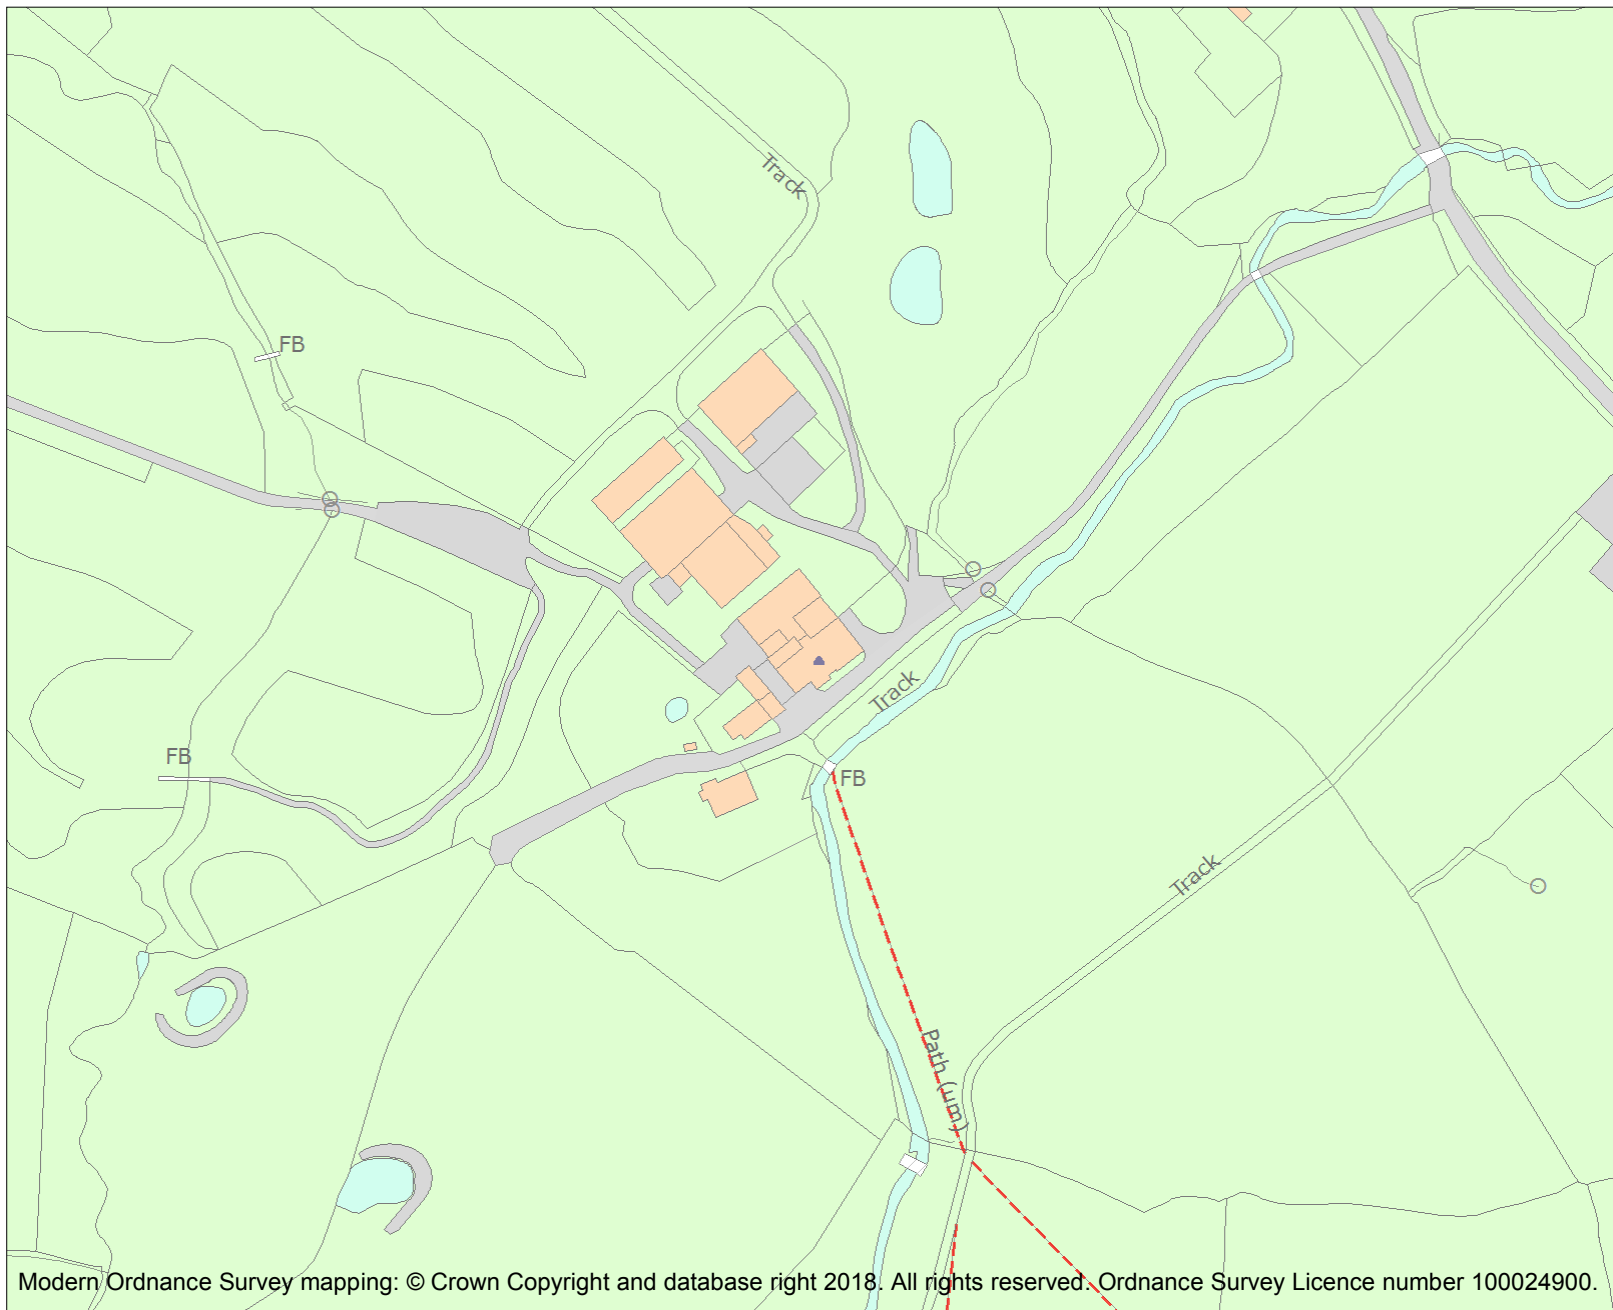 Track
FB
Track
FB
FB
Track
Path (um)
Modern Ordnance Survey mapping: © Crown Copyright and database right 2018. All rights reserved. Ordnance Survey Licence number 100024900.